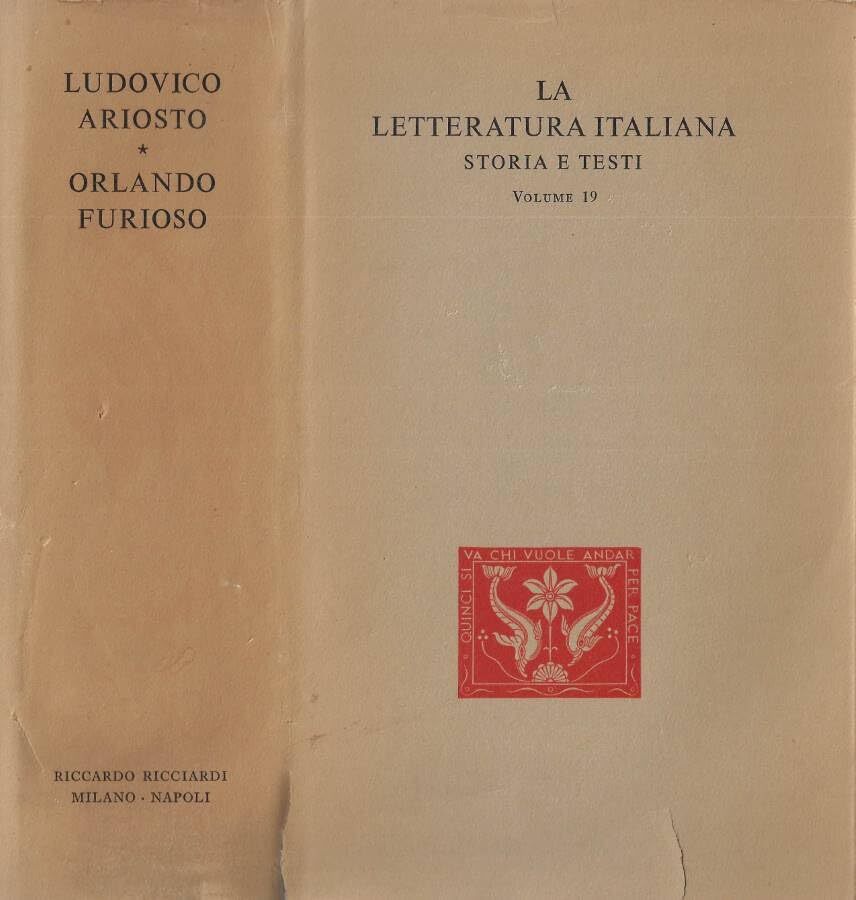 LUDOVICO
ARIOSTO
★
ORLANDO
FURIOSO
RICCARDO RICCIARDI
MILANO · NAPOLI
LA
LETTERATURA ITALIANA
STORIA E TESTI
VOLUME 19
QUINCI SI
VA CHI VUOLE ANDAR
PER PACE